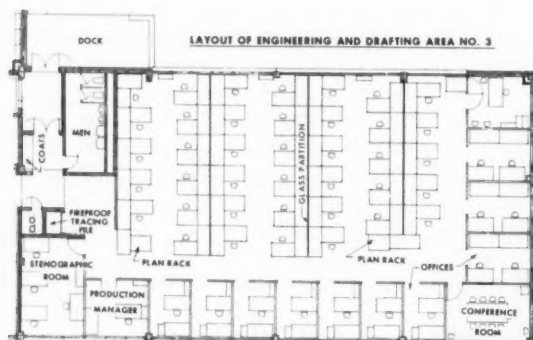 DOCK
LAYOUT OF ENGINEERING AND DRAFTING AREA NO. 3
MEN
COATS
GLASS PARTITION
CLO
FIREPROOF
TRACING
FILE
PLAN RACK
PLAN RACK
OFFICES
STENOGRAPHIC
ROOM
PRODUCTION
MANAGER
CONFERENCE
ROOM